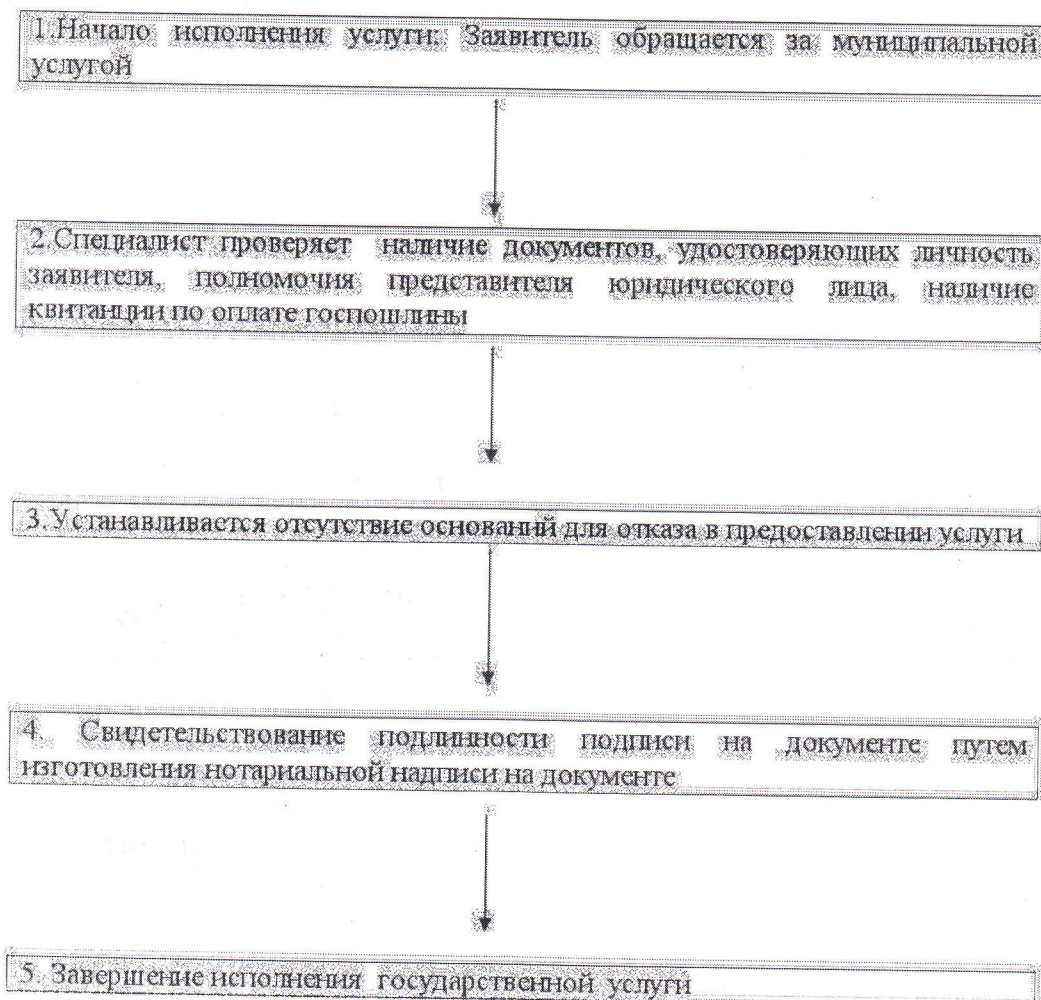 1.Начало исполнения услуги: Заявитель обращается за муниципальной
услугой
2.Специалист проверяет наличие документов, удостоверяющих личность
заявителя, полномочия представителя юридического лица, наличие
квитанции по оплате госпошлины
3.Устанавливается отсутствие оснований для отказа в предоставлении услуги
4. Свидетельствование подлинности подписи на документе путем
изготовления нотариальной надписи на документе
5. Завершение исполнения государственной услуги